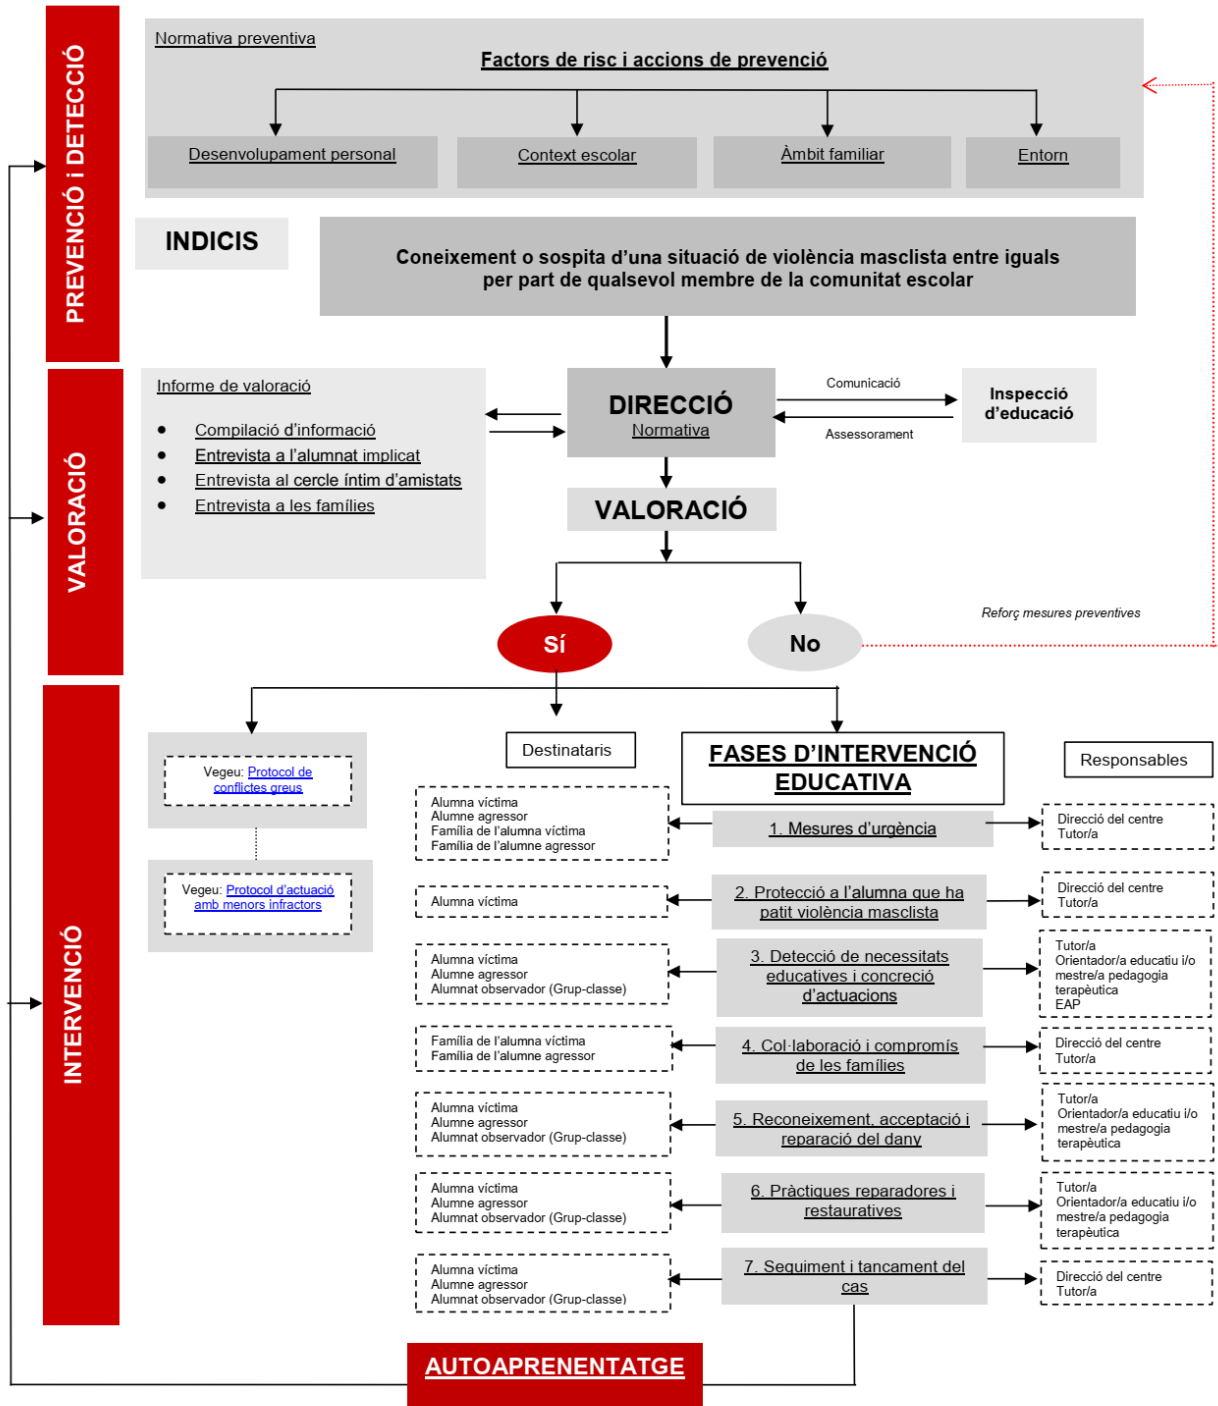 PREVENCIÓ i DETECCIÓ
Normativa preventiva
Factors de risc i accions de prevenció
Desenvolupament personal
Context escolar
Àmbit familiar
Entorn
INDICIS
Coneixement o sospita d'una situació de violència masclista entre iguals
per part de qualsevol membre de la comunitat escolar
VALORACIÓ
Informe de valoració
● Compilació d'informació
● Entrevista a l'alumnat implicat
● Entrevista al cercle íntim d'amistats
● Entrevista a les famílies
DIRECCIÓ
Normativa
Comunicació
Assessorament
Inspecció
d'educació
VALORACIÓ
Sí
No
Reforç mesures preventives
INTERVENCIÓ
Vegeu: Protocol de
conflictes greus
Vegeu: Protocol d'actuació
amb menors infractors
Destinataris
FASES D'INTERVENCIÓ
EDUCATIVA
Responsables
Alumna víctima
Alumne agressor
Família de l'alumna víctima
Família de l'alumne agressor
1. Mesures d'urgència
Direcció del centre
Tutor/a
Alumna víctima
2. Protecció a l'alumna que ha
patit violència masclista
Direcció del centre
Tutor/a
Alumna víctima
Alumne agressor
Alumnat observador (Grup-classe)
3. Detecció de necessitats
educatives i concreció
d'actuacions
Tutor/a
Orientador/a educatiu i/o
mestre/a pedagogia
terapèutica
EAP
Família de l'alumna víctima
Família de l'alumne agressor
4. Col·laboració i compromís
de les famílies
Direcció del centre
Tutor/a
Alumna víctima
Alumne agressor
Alumnat observador (Grup-classe)
5. Reconeixement, acceptació i
reparació del dany
Tutor/a
Orientador/a educatiu i/o
mestre/a pedagogia
terapèutica
Alumna víctima
Alumne agressor
Alumnat observador (Grup-classe)
6. Pràctiques reparadores i
restauratives
Tutor/a
Orientador/a educatiu i/o
mestre/a pedagogia
terapèutica
Alumna víctima
Alumne agressor
Alumnat observador (Grup-classe)
7. Seguiment i tancament del
cas
Direcció del centre
Tutor/a
AUTOAPRENENTATGE